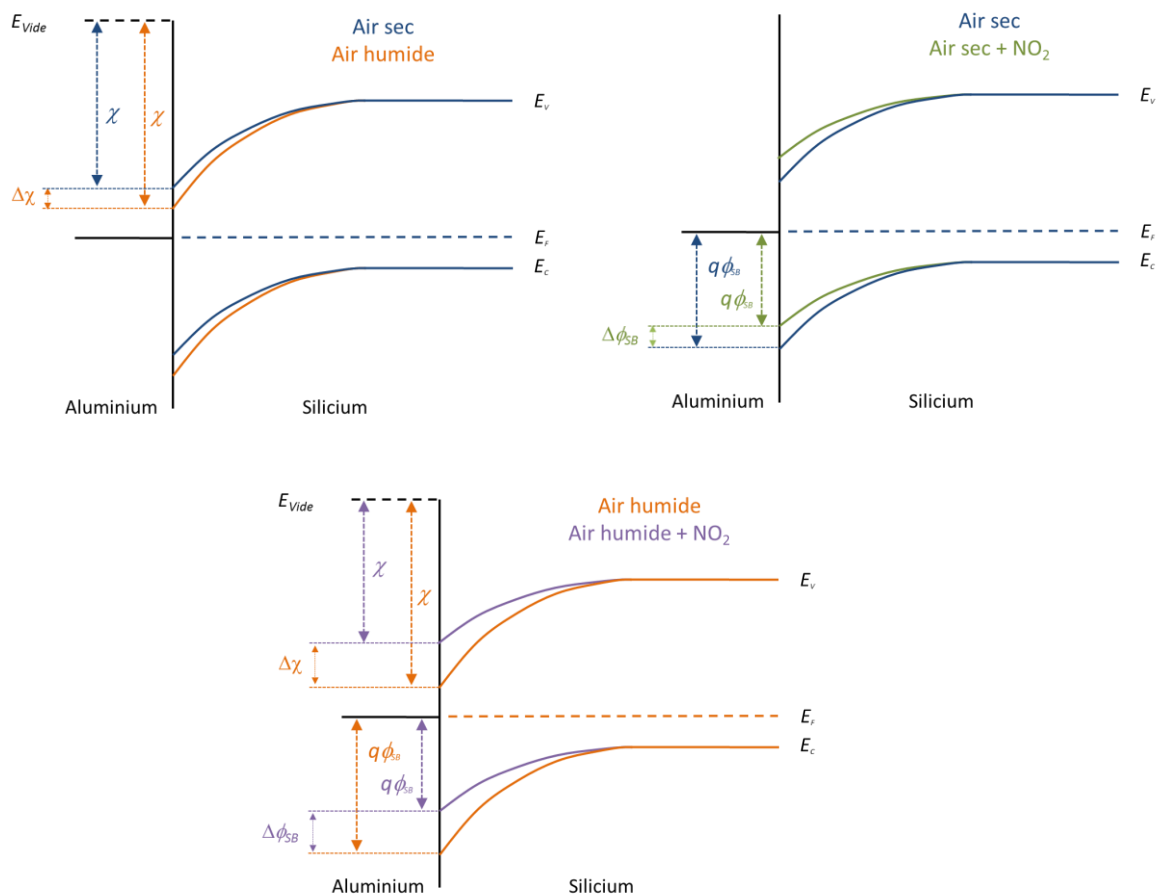 E_Vide
Air sec
Air humide
χ
χ
E_v
Δχ
E_F
E_c
Aluminium
Silicium
Air sec
Air sec + NO₂
E_v
E_F
qϕ_SB
qϕ_SB
E_c
Δϕ_SB
Aluminium
Silicium
E_Vide
Air humide
Air humide + NO₂
χ
χ
E_v
Δχ
E_F
qϕ_SB
E_c
qϕ_SB
Δϕ_SB
Aluminium
Silicium